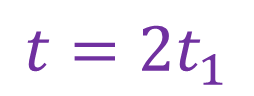 t = 2t₁